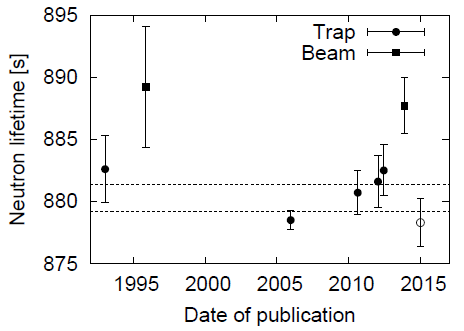 895
890
885
880
875
Neutron lifetime [s]
Trap
Beam
1995
2000
2005
2010
2015
Date of publication